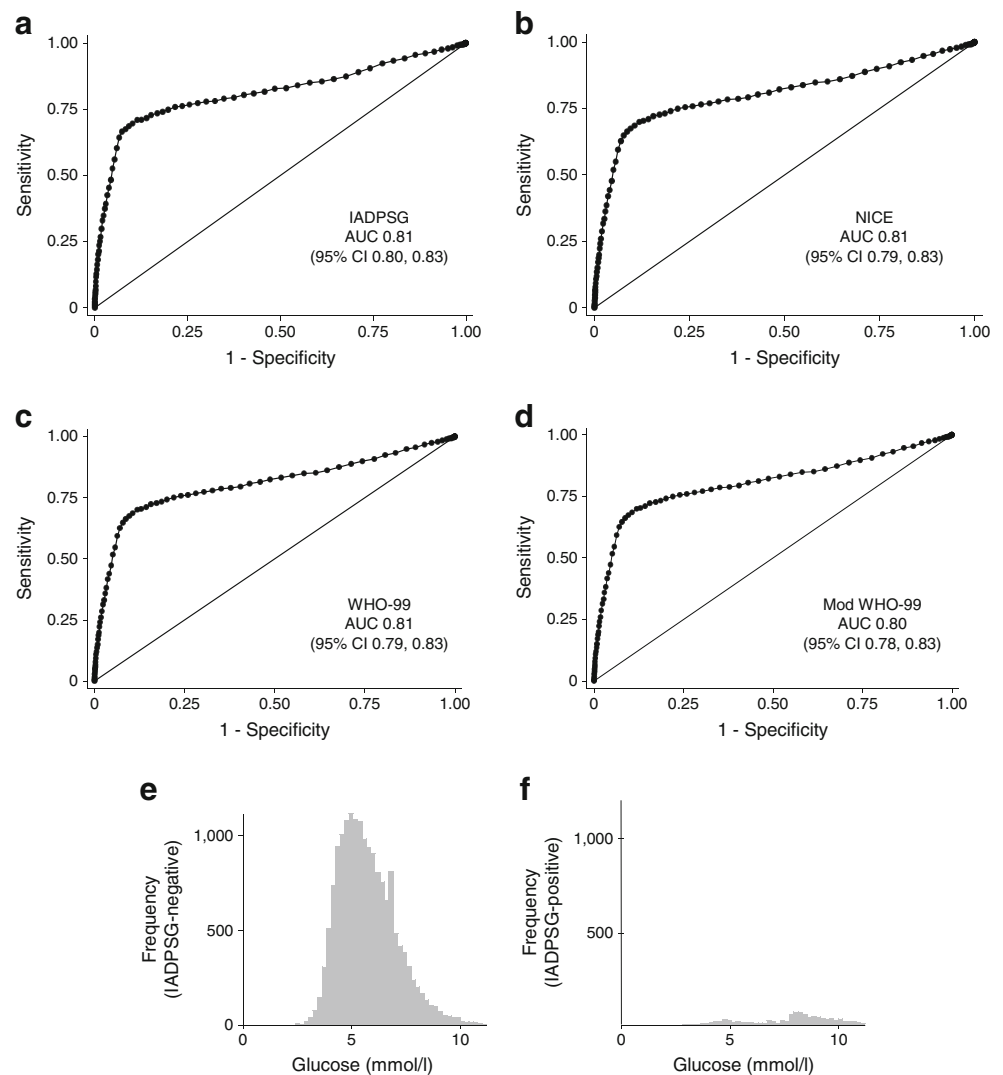 a
1.00
0.75
0.50
0.25
0
Sensitivity
IADPSG
AUC 0.81
(95% CI 0.80, 0.83)
0 0.25 0.50 0.75 1.00
1 - Specificity
b
1.00
0.75
0.50
0.25
0
Sensitivity
NICE
AUC 0.81
(95% CI 0.79, 0.83)
0 0.25 0.50 0.75 1.00
1 - Specificity
c
1.00
0.75
0.50
0.25
0
Sensitivity
WHO-99
AUC 0.81
(95% CI 0.79, 0.83)
0 0.25 0.50 0.75 1.00
1 - Specificity
d
1.00
0.75
0.50
0.25
0
Sensitivity
Mod WHO-99
AUC 0.80
(95% CI 0.78, 0.83)
0 0.25 0.50 0.75 1.00
1 - Specificity
e
1,000
500
0
Frequency
(IADPSG-negative)
0 5 10
Glucose (mmol/l)
f
1,000
500
Frequency
(IADPSG-positive)
0 5 10
Glucose (mmol/l)